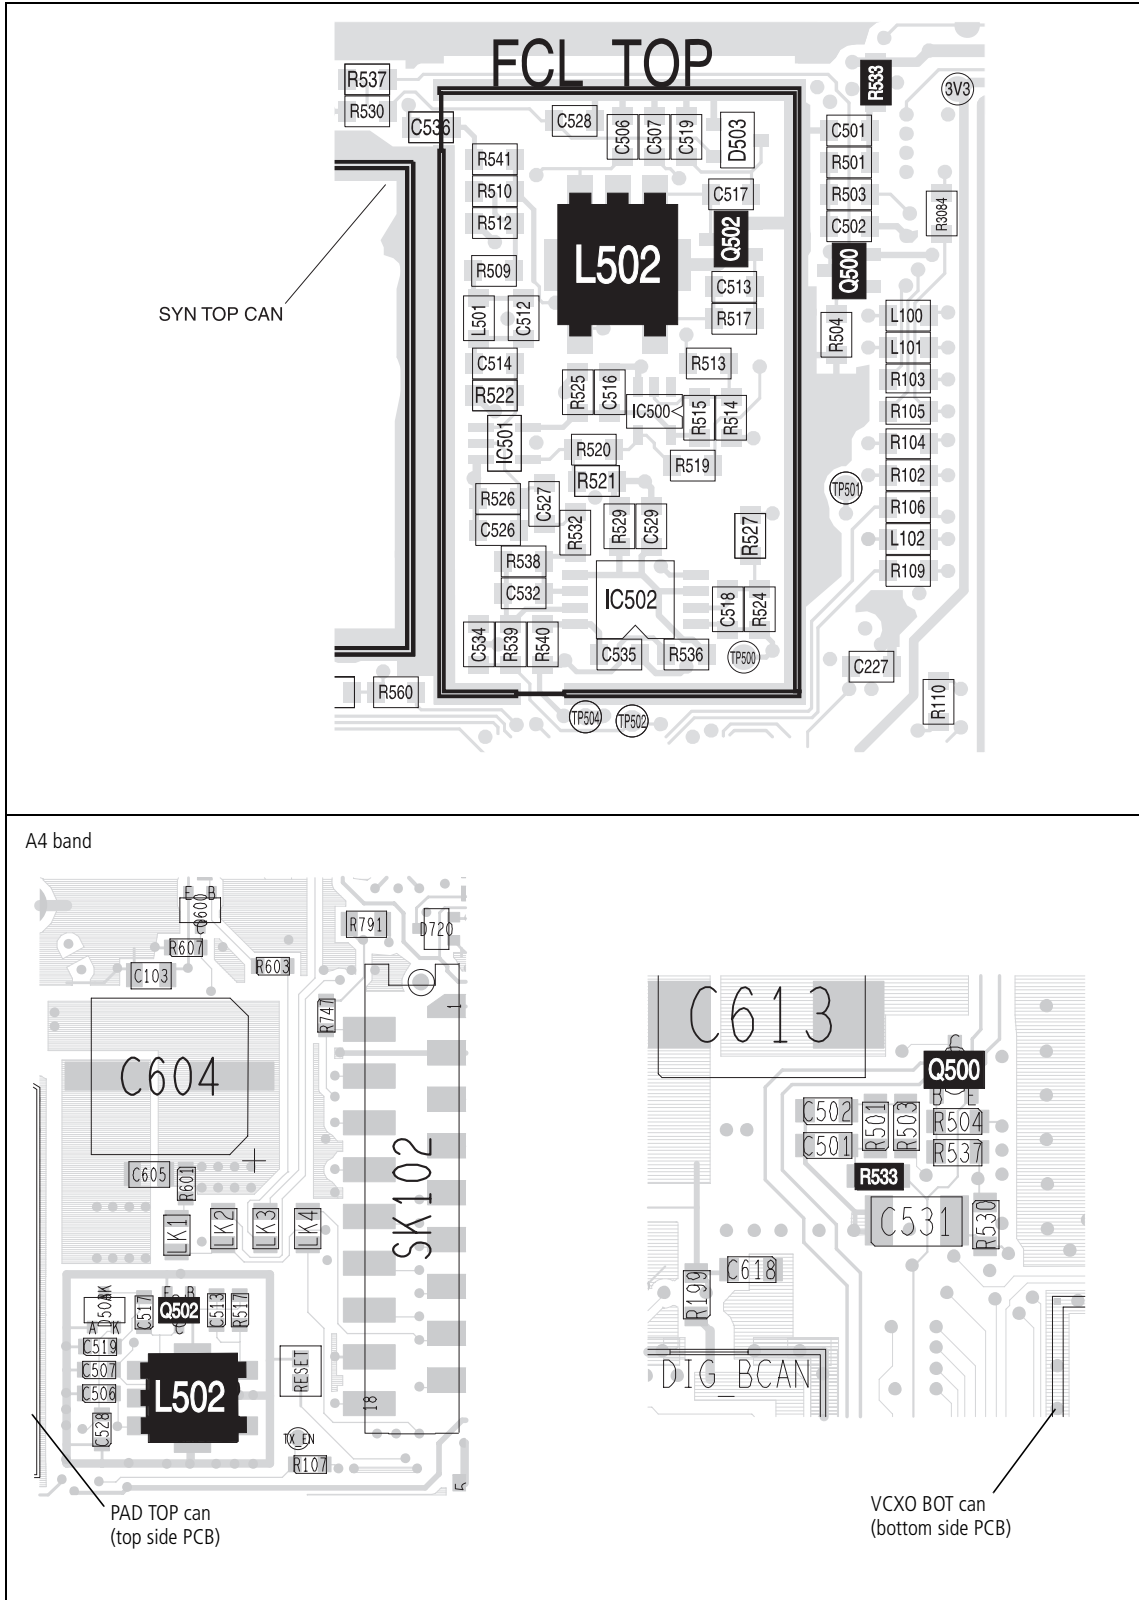 FCL TOP
R537
R533
3V3
R530
C536
C528
C506
C507
C519
D503
C501
R541
R501
R510
C517
R503
R3084
R512
Q502
C502
L502
R509
Q500
C513
SYN TOP CAN
L501
C512
R517
L100
R504
L101
C514
R513
R522
R525
C516
R103
IC500
R515
R514
R105
IC501
R520
R104
R519
R521
R102
TP501
R526
C527
R106
C526
R532
R529
C529
R527
L102
R538
R109
C532
IC502
C518
R524
C534
R539
R540
C535
R536
TP500
C227
R560
R110
TP504
TP502
A4 band
E B
Q600
C
R791
D720
R607
R603
C103
1
R747
C604
SK102
C605
R601
LK1
LK2
LK3
LK4
K
E B
C517
Q502
C513
R517
A K
C
C519
C507
C506
L502
RESET
18
C528
TX_EN
R107
5
PAD TOP can
(top side PCB)
C613
C
Q500
B E
C502
R501
R503
R504
C501
R537
R533
C531
R530
C618
R199
DIG_BCAN
VCXO BOT can
(bottom side PCB)